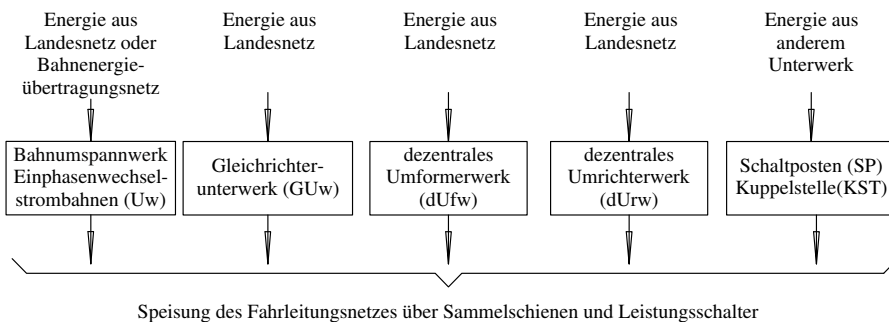 Energie aus
Landesnetz oder
Bahnenergie-
übertragungsnetz
Energie aus
Landesnetz
Energie aus
Landesnetz
Energie aus
Landesnetz
Energie aus
anderem
Unterwerk
Bahnumspannwerk
Einphasenwechsel-
strombahnen (Uw)
Gleichrichter-
unterwerk (GUw)
dezentrales
Umformerwerk
(dUfw)
dezentrales
Umrichterwerk
(dUrw)
Schaltposten (SP)
Kuppelstelle(KST)
Speisung des Fahrleitungsnetzes über Sammelschienen und Leistungsschalter